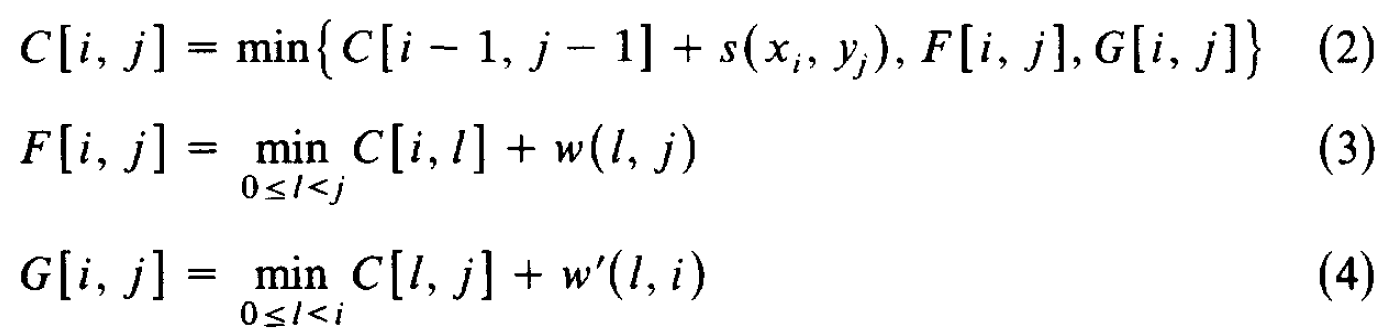 C[i, j] = min{C[i − 1, j − 1] + s(x_i, y_j), F[i, j], G[i, j]} (2)
F[i, j] = min_{0≦l<j} C[i, l] + w(l, j) (3)
G[i, j] = min_{0≦l<i} C[l, j] + w′(l, i) (4)